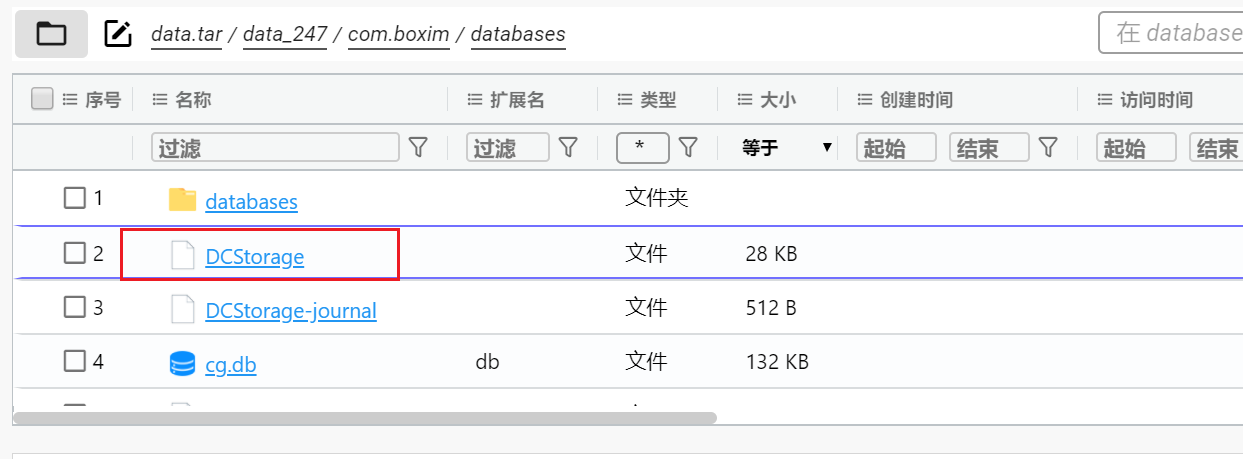 data.tar / data_247 / com.boxim / databases
在 database
序号 名称 扩展名 类型 大小 创建时间 访问时间
过滤 过滤 * 等于 ▼ 起始 结束 起始 结束
1 databases 文件夹
2 DCStorage 文件 28 KB
3 DCStorage-journal 文件 512 B
4 cg.db db 文件 132 KB